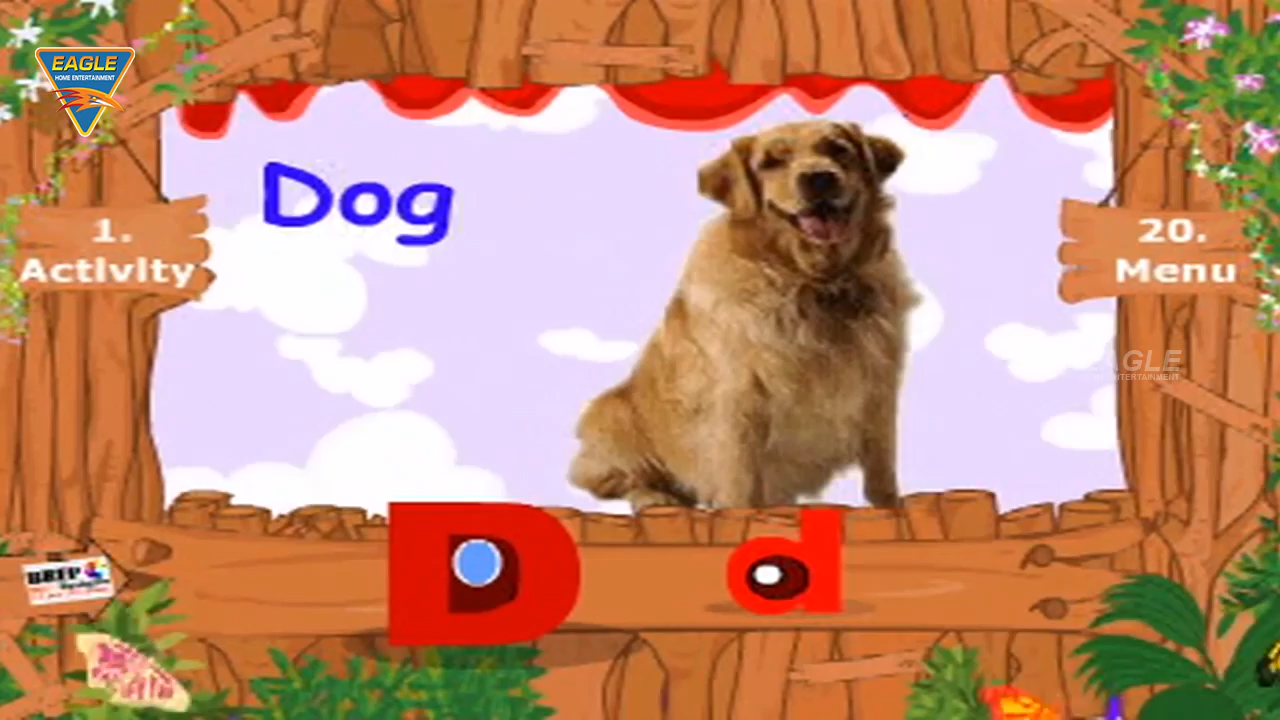 EAGLE
HOME ENTERTAINMENT
Dog
1.
Activity
20.
Menu
EAGLE
ENTERTAINMENT
D d